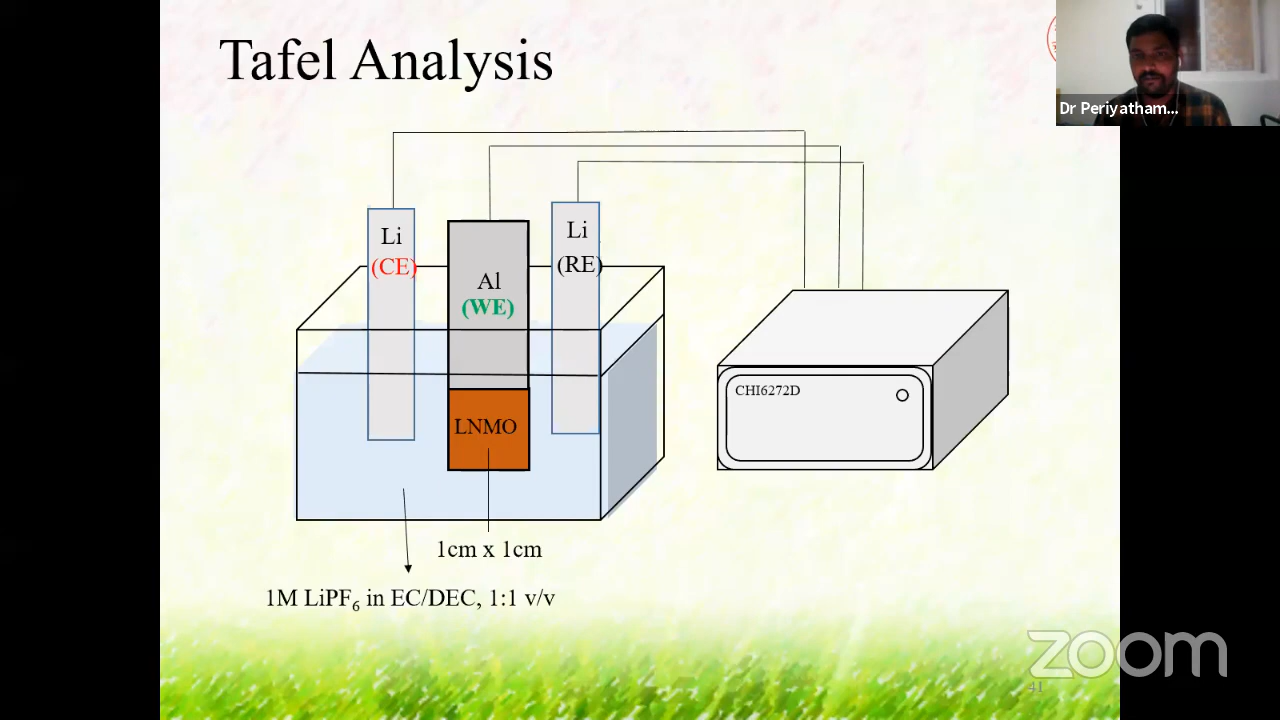 Tafel Analysis
Dr Periyatham...
Li
(CE)
Al
(WE)
Li
(RE)
LNMO
CHI6272D
1cm x 1cm
1M LiPF₆ in EC/DEC, 1:1 v/v
zoom
41